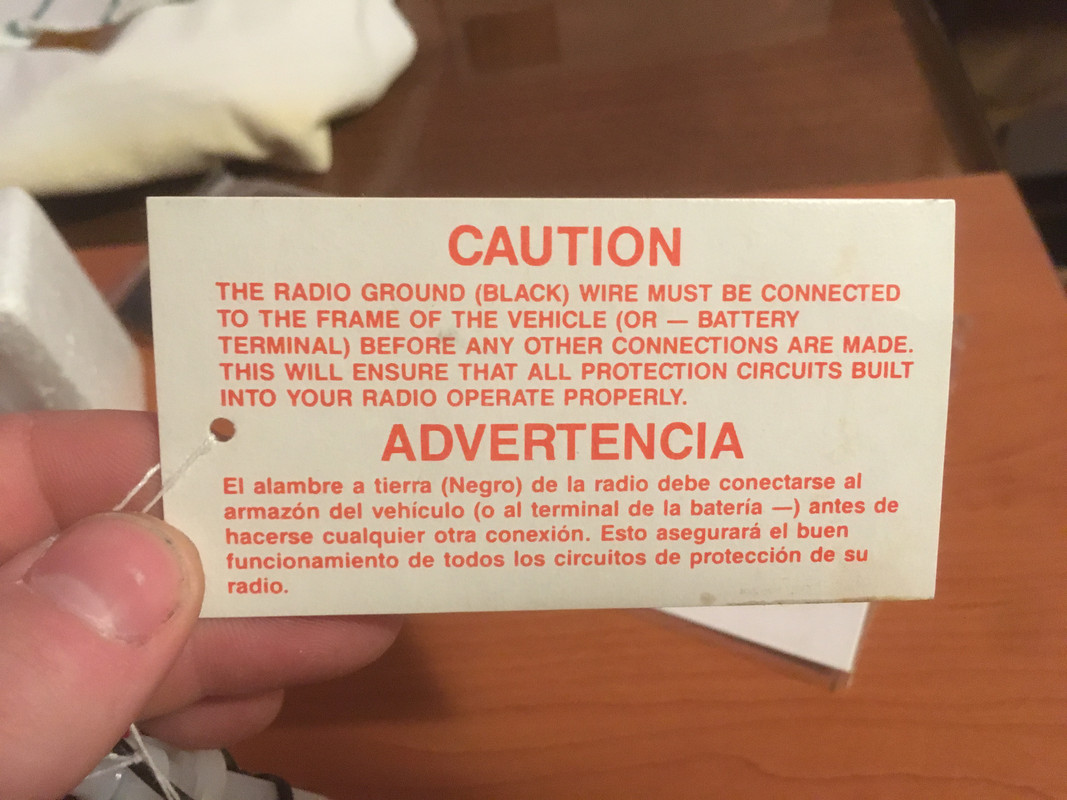 CAUTION
THE RADIO GROUND (BLACK) WIRE MUST BE CONNECTED
TO THE FRAME OF THE VEHICLE (OR — BATTERY
TERMINAL) BEFORE ANY OTHER CONNECTIONS ARE MADE.
THIS WILL ENSURE THAT ALL PROTECTION CIRCUITS BUILT
INTO YOUR RADIO OPERATE PROPERLY.
ADVERTENCIA
El alambre a tierra (Negro) de la radio debe conectarse al
armazón del vehículo (o al terminal de la batería —) antes de
hacerse cualquier otra conexión. Esto asegurará el buen
funcionamiento de todos los circuitos de protección de su
radio.